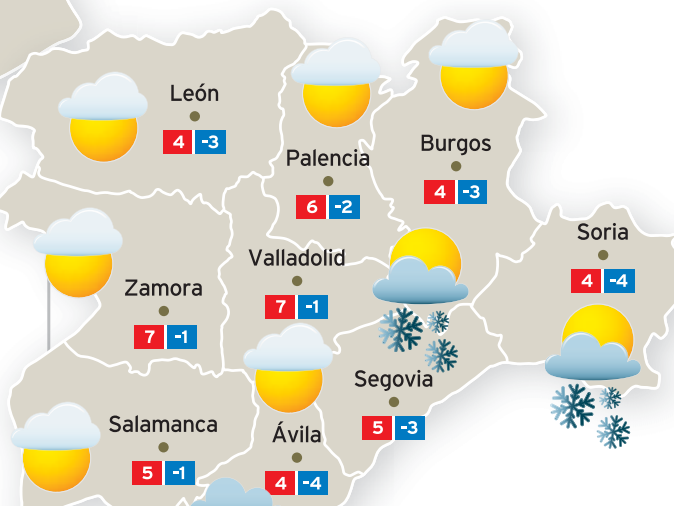 León
4 -3
Palencia
6 -2
Burgos
4 -3
Soria
4 -4
Valladolid
7 -1
Zamora
7 -1
Segovia
5 -3
Salamanca
5 -1
Ávila
4 -4